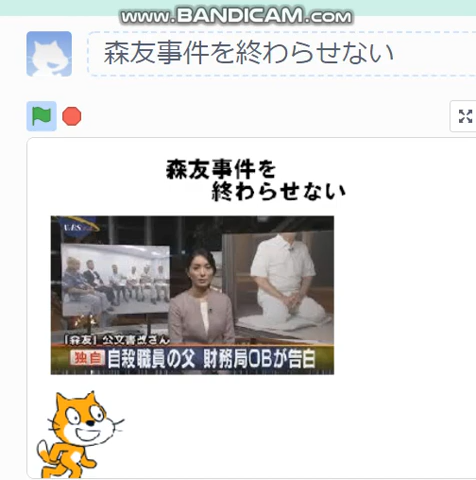 www.BANDICAM.com
森友事件を終わらせない
森友事件を
終わらせない
「森友」公文書改ざん
独自 自殺職員の父 財務局OBが告白